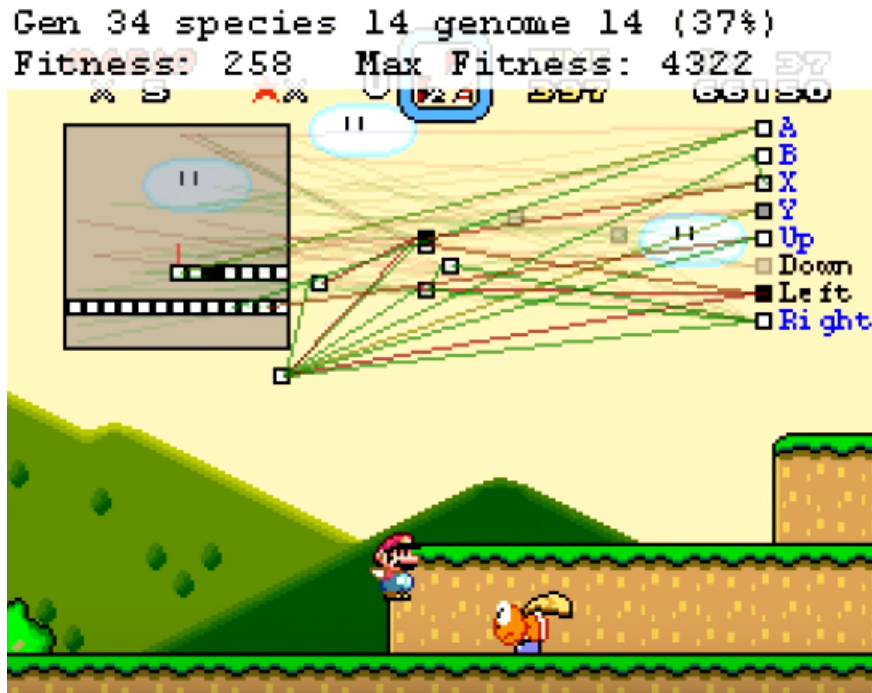 Gen 34 species 14 genome 14 (37%)
Fitness: 258 Max Fitness: 4322
A
B
X
Y
Up
Down
Left
Right